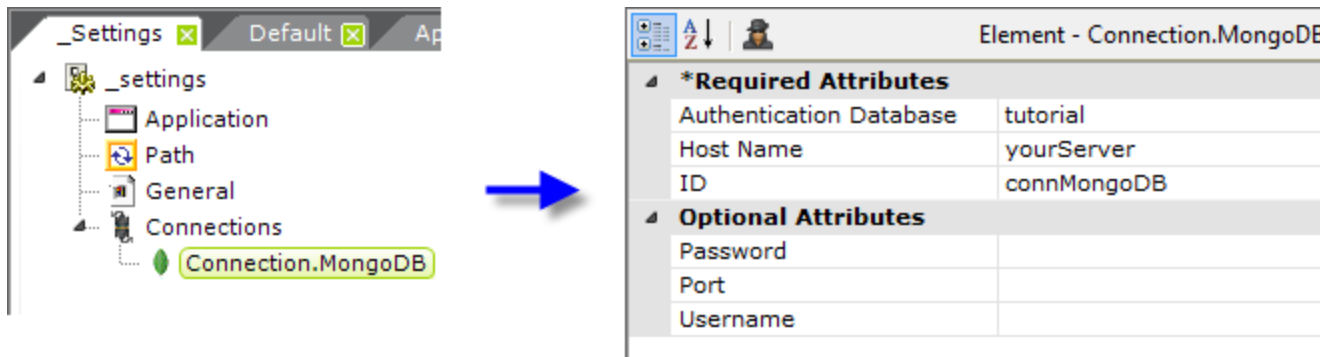 _Settings Default Ap
_settings
Application
Path
General
Connections
Connection.MongoDB
A
Z
Element - Connection.MongoDB
*Required Attributes
Authentication Database tutorial
Host Name yourServer
ID connMongoDB
Optional Attributes
Password
Port
Username